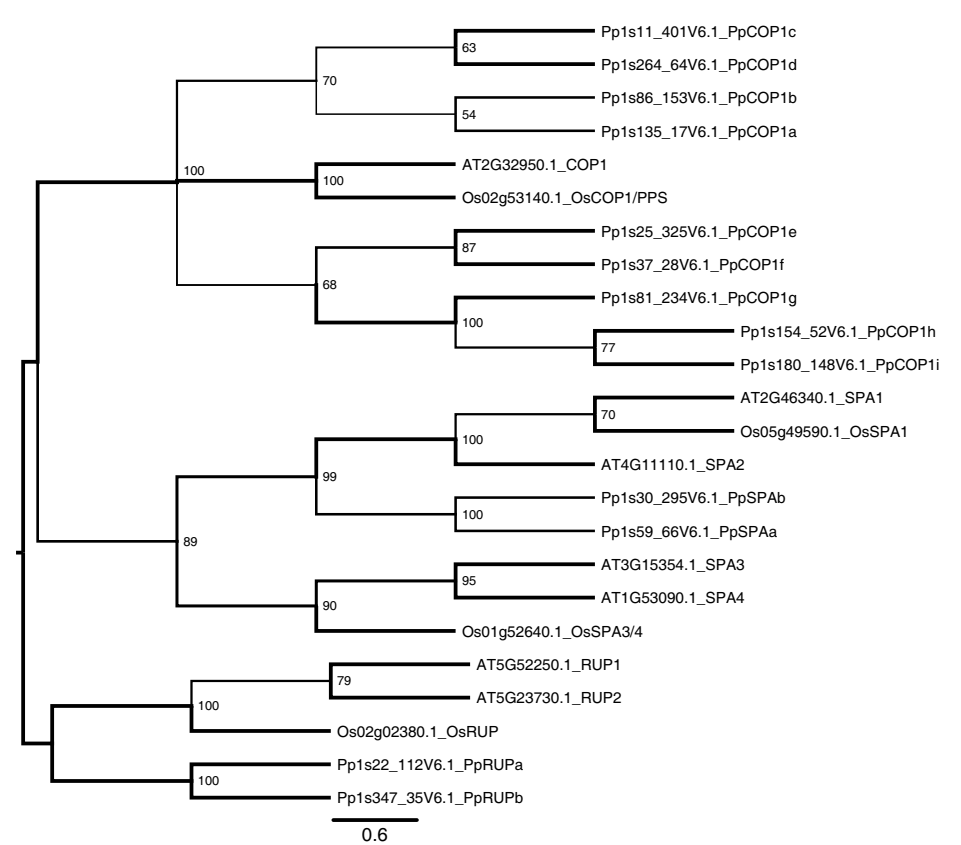 Pp1s11_401V6.1_PpCOP1c
63
Pp1s264_64V6.1_PpCOP1d
70
Pp1s86_153V6.1_PpCOP1b
54
Pp1s135_17V6.1_PpCOP1a
100
AT2G32950.1_COP1
100
Os02g53140.1_OsCOP1/PPS
Pp1s25_325V6.1_PpCOP1e
87
Pp1s37_28V6.1_PpCOP1f
68
Pp1s81_234V6.1_PpCOP1g
100
Pp1s154_52V6.1_PpCOP1h
77
Pp1s180_148V6.1_PpCOP1i
AT2G46340.1_SPA1
70
Os05g49590.1_OsSPA1
100
AT4G11110.1_SPA2
99
Pp1s30_295V6.1_PpSPAb
100
Pp1s59_66V6.1_PpSPAa
89
AT3G15354.1_SPA3
95
AT1G53090.1_SPA4
90
Os01g52640.1_OsSPA3/4
AT5G52250.1_RUP1
79
AT5G23730.1_RUP2
100
Os02g02380.1_OsRUP
Pp1s22_112V6.1_PpRUPa
100
Pp1s347_35V6.1_PpRUPb
0.6